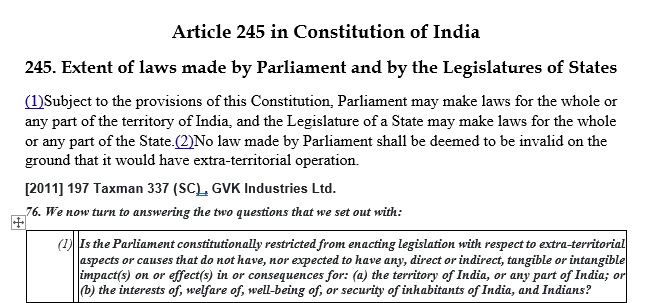 Article 245 in Constitution of India
245. Extent of laws made by Parliament and by the Legislatures of States
(1)Subject to the provisions of this Constitution, Parliament may make laws for the whole or
any part of the territory of India, and the Legislature of a State may make laws for the whole
or any part of the State.(2)No law made by Parliament shall be deemed to be invalid on the
ground that it would have extra-territorial operation.
[2011] 197 Taxman 337 (SC), GVK Industries Ltd.
76. We now turn to answering the two questions that we set out with:
(1) Is the Parliament constitutionally restricted from enacting legislation with respect to extra-territorial
aspects or causes that do not have, nor expected to have any, direct or indirect, tangible or intangible
impact(s) on or effect(s) in or consequences for: (a) the territory of India, or any part of India; or
(b) the interests of, welfare of, well-being of, or security of inhabitants of India, and Indians?